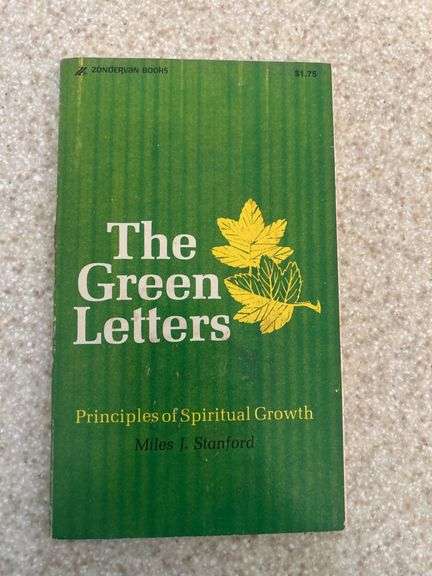 ZONDERVAN BOOKS
$1.75
The
Green
Letters
Principles of Spiritual Growth
Miles J. Stanford